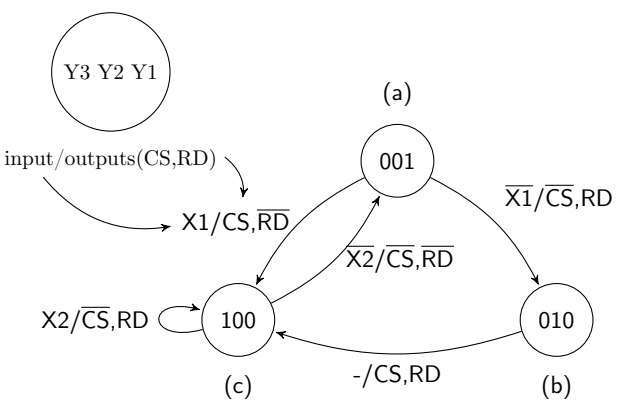 Y3 Y2 Y1
(a)
input/outputs(CS,RD)
001
X1/CS,R̅D̅
X̅1̅/C̅S̅,RD
X̅2̅/C̅S̅,R̅D̅
X2/C̅S̅,RD
100
010
-/CS,RD
(c)
(b)